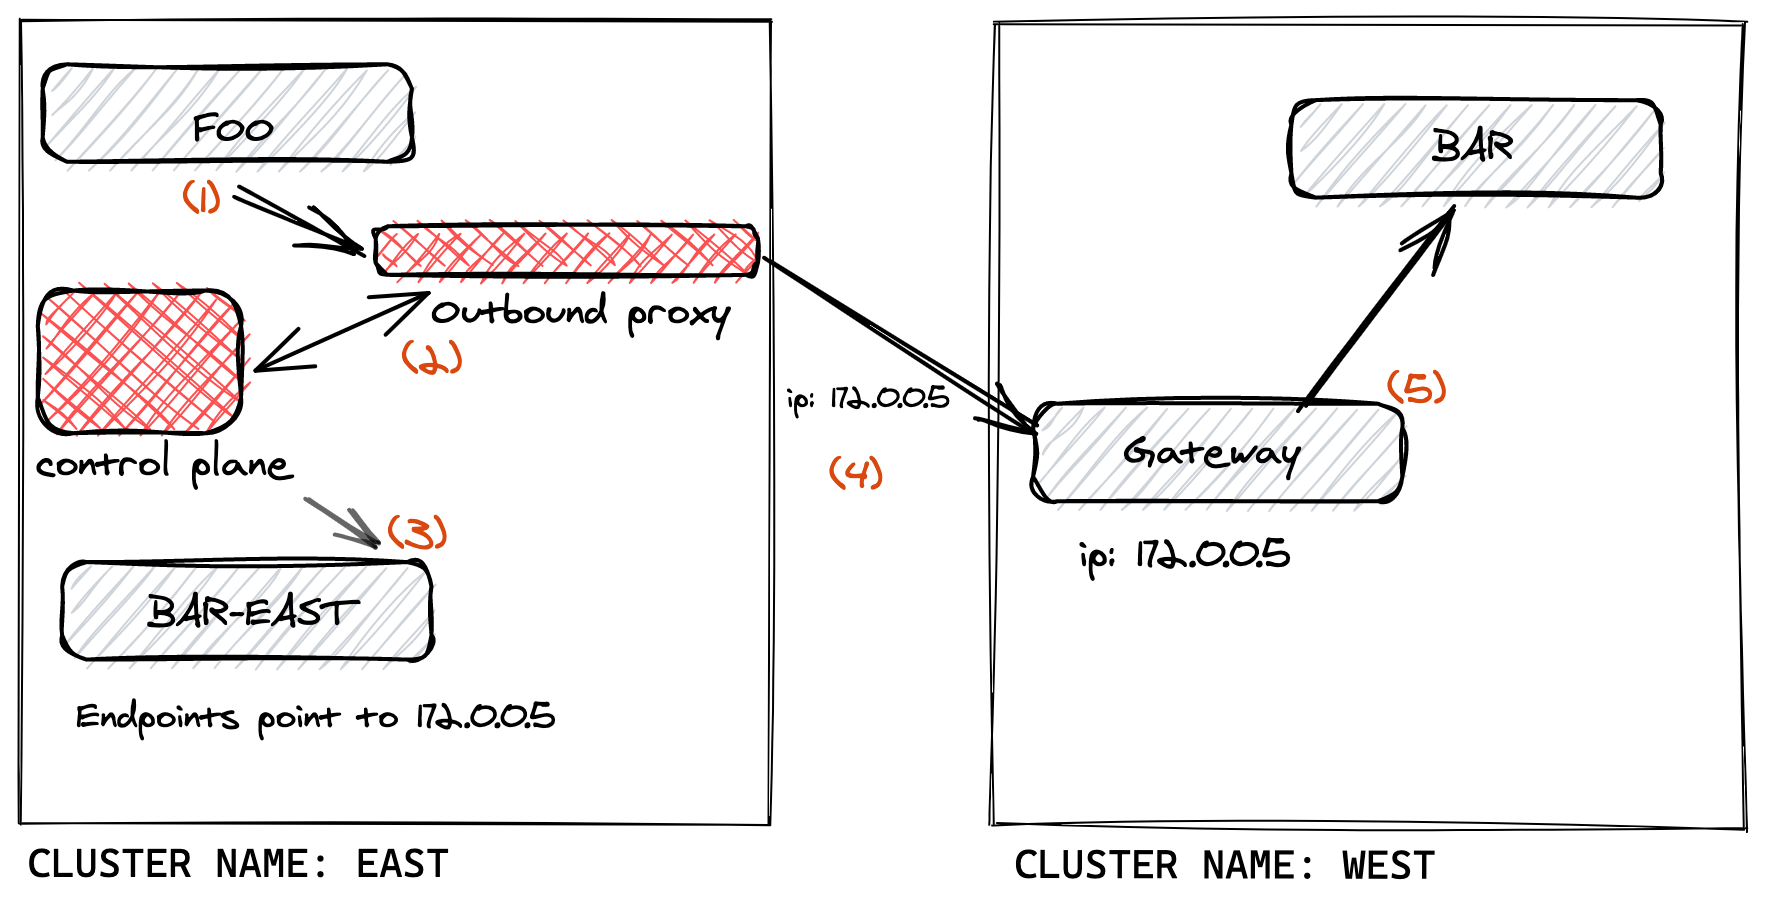 FOO
(1)
Outbound proxy
(2)
control plane
(3)
BAR-EAST
Endpoints point to 172.0.0.5
CLUSTER NAME: EAST
ip: 172.0.0.5
(4)
BAR
(5)
Gateway
ip: 172.0.0.5
CLUSTER NAME: WEST